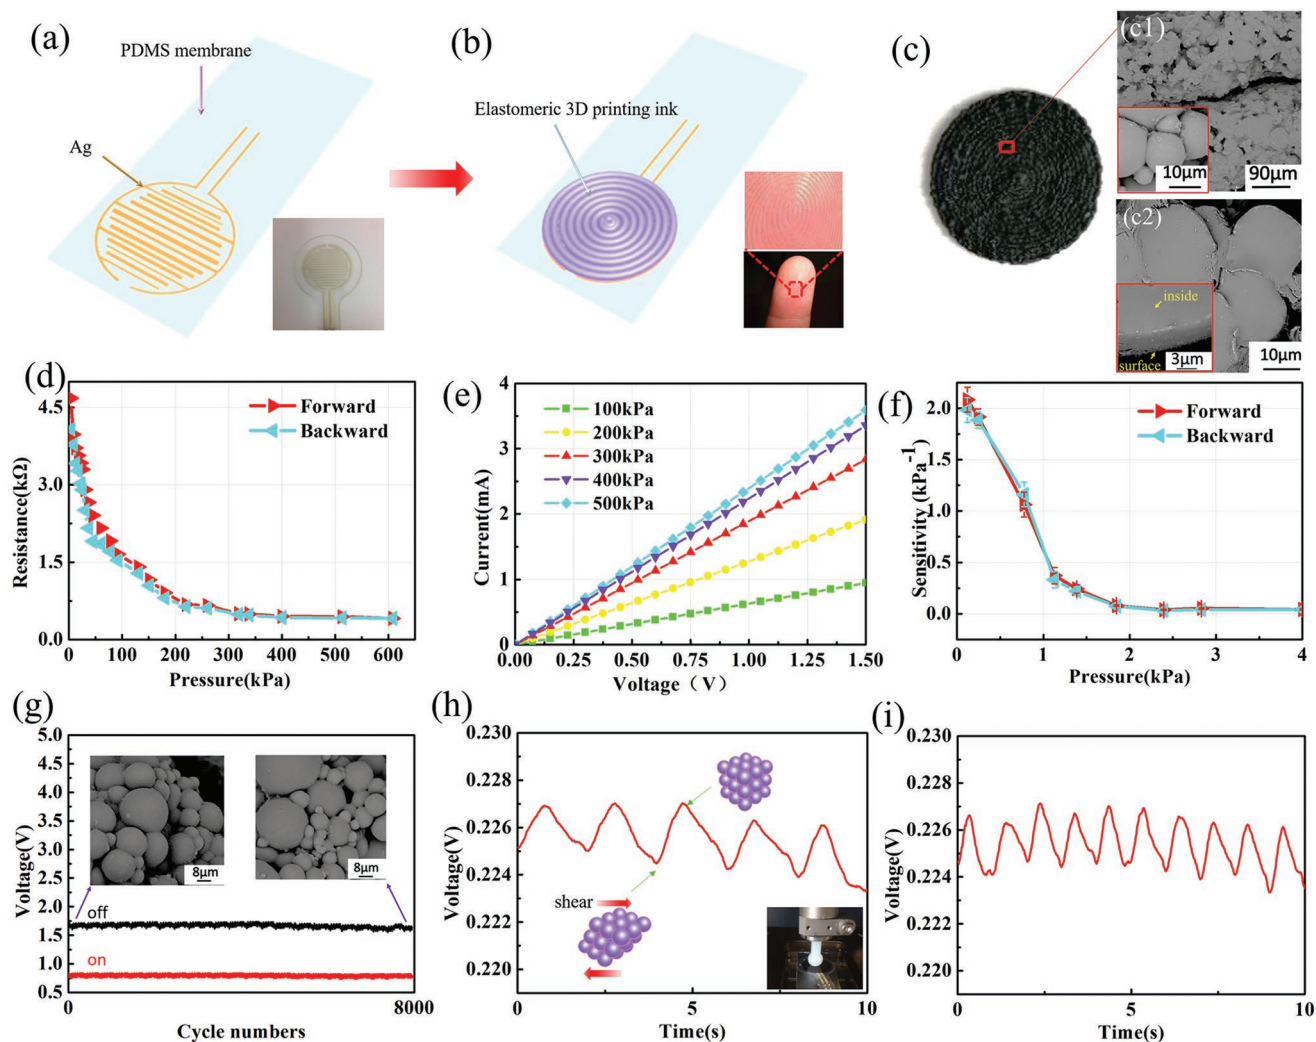 (a)
PDMS membrane
Ag
(b)
Elastomeric 3D printing ink
(c)
(c1)
10μm
90μm
(c2)
inside
surface
3μm
10μm
(d)
Resistance(kΩ)
4.5
3.0
1.5
0.0
Forward
Backward
0 100 200 300 400 500 600
Pressure(kPa)
(e)
Current(mA)
4
3
2
1
0
100kPa
200kPa
300kPa
400kPa
500kPa
0.00 0.25 0.50 0.75 1.00 1.25 1.50
Voltage（V）
(f)
Sensitivity (kPa-1)
2.0
1.5
1.0
0.5
0.0
Forward
Backward
0 1 2 3 4
Pressure(kPa)
(g)
Voltage(V)
5.0
4.5
4.0
3.5
3.0
2.5
2.0
1.5
1.0
0.5
8μm
8μm
off
on
0 8000
Cycle numbers
(h)
Voltage(V)
0.230
0.228
0.226
0.224
0.222
0.220
shear
0 5 10
Time(s)
(i)
Voltage(V)
0.230
0.228
0.226
0.224
0.222
0.220
0 5 10
Time(s)